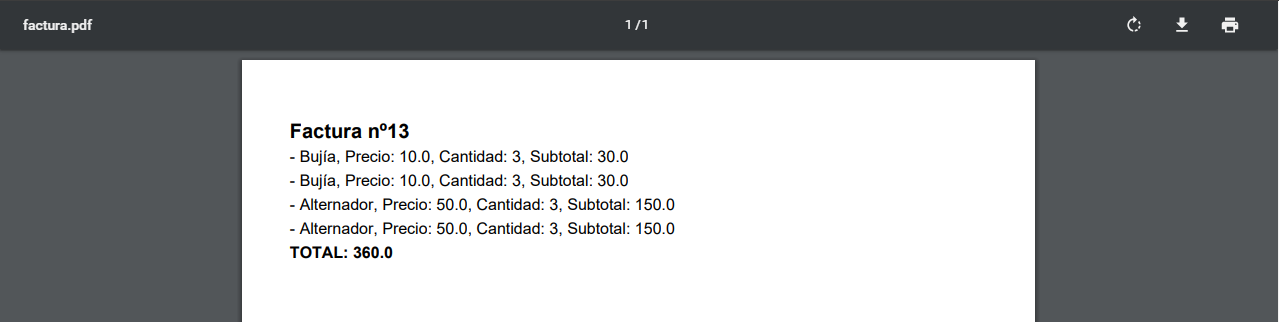 factura.pdf
1 / 1
Factura nº13
- Bujía, Precio: 10.0, Cantidad: 3, Subtotal: 30.0
- Bujía, Precio: 10.0, Cantidad: 3, Subtotal: 30.0
- Alternador, Precio: 50.0, Cantidad: 3, Subtotal: 150.0
- Alternador, Precio: 50.0, Cantidad: 3, Subtotal: 150.0
TOTAL: 360.0